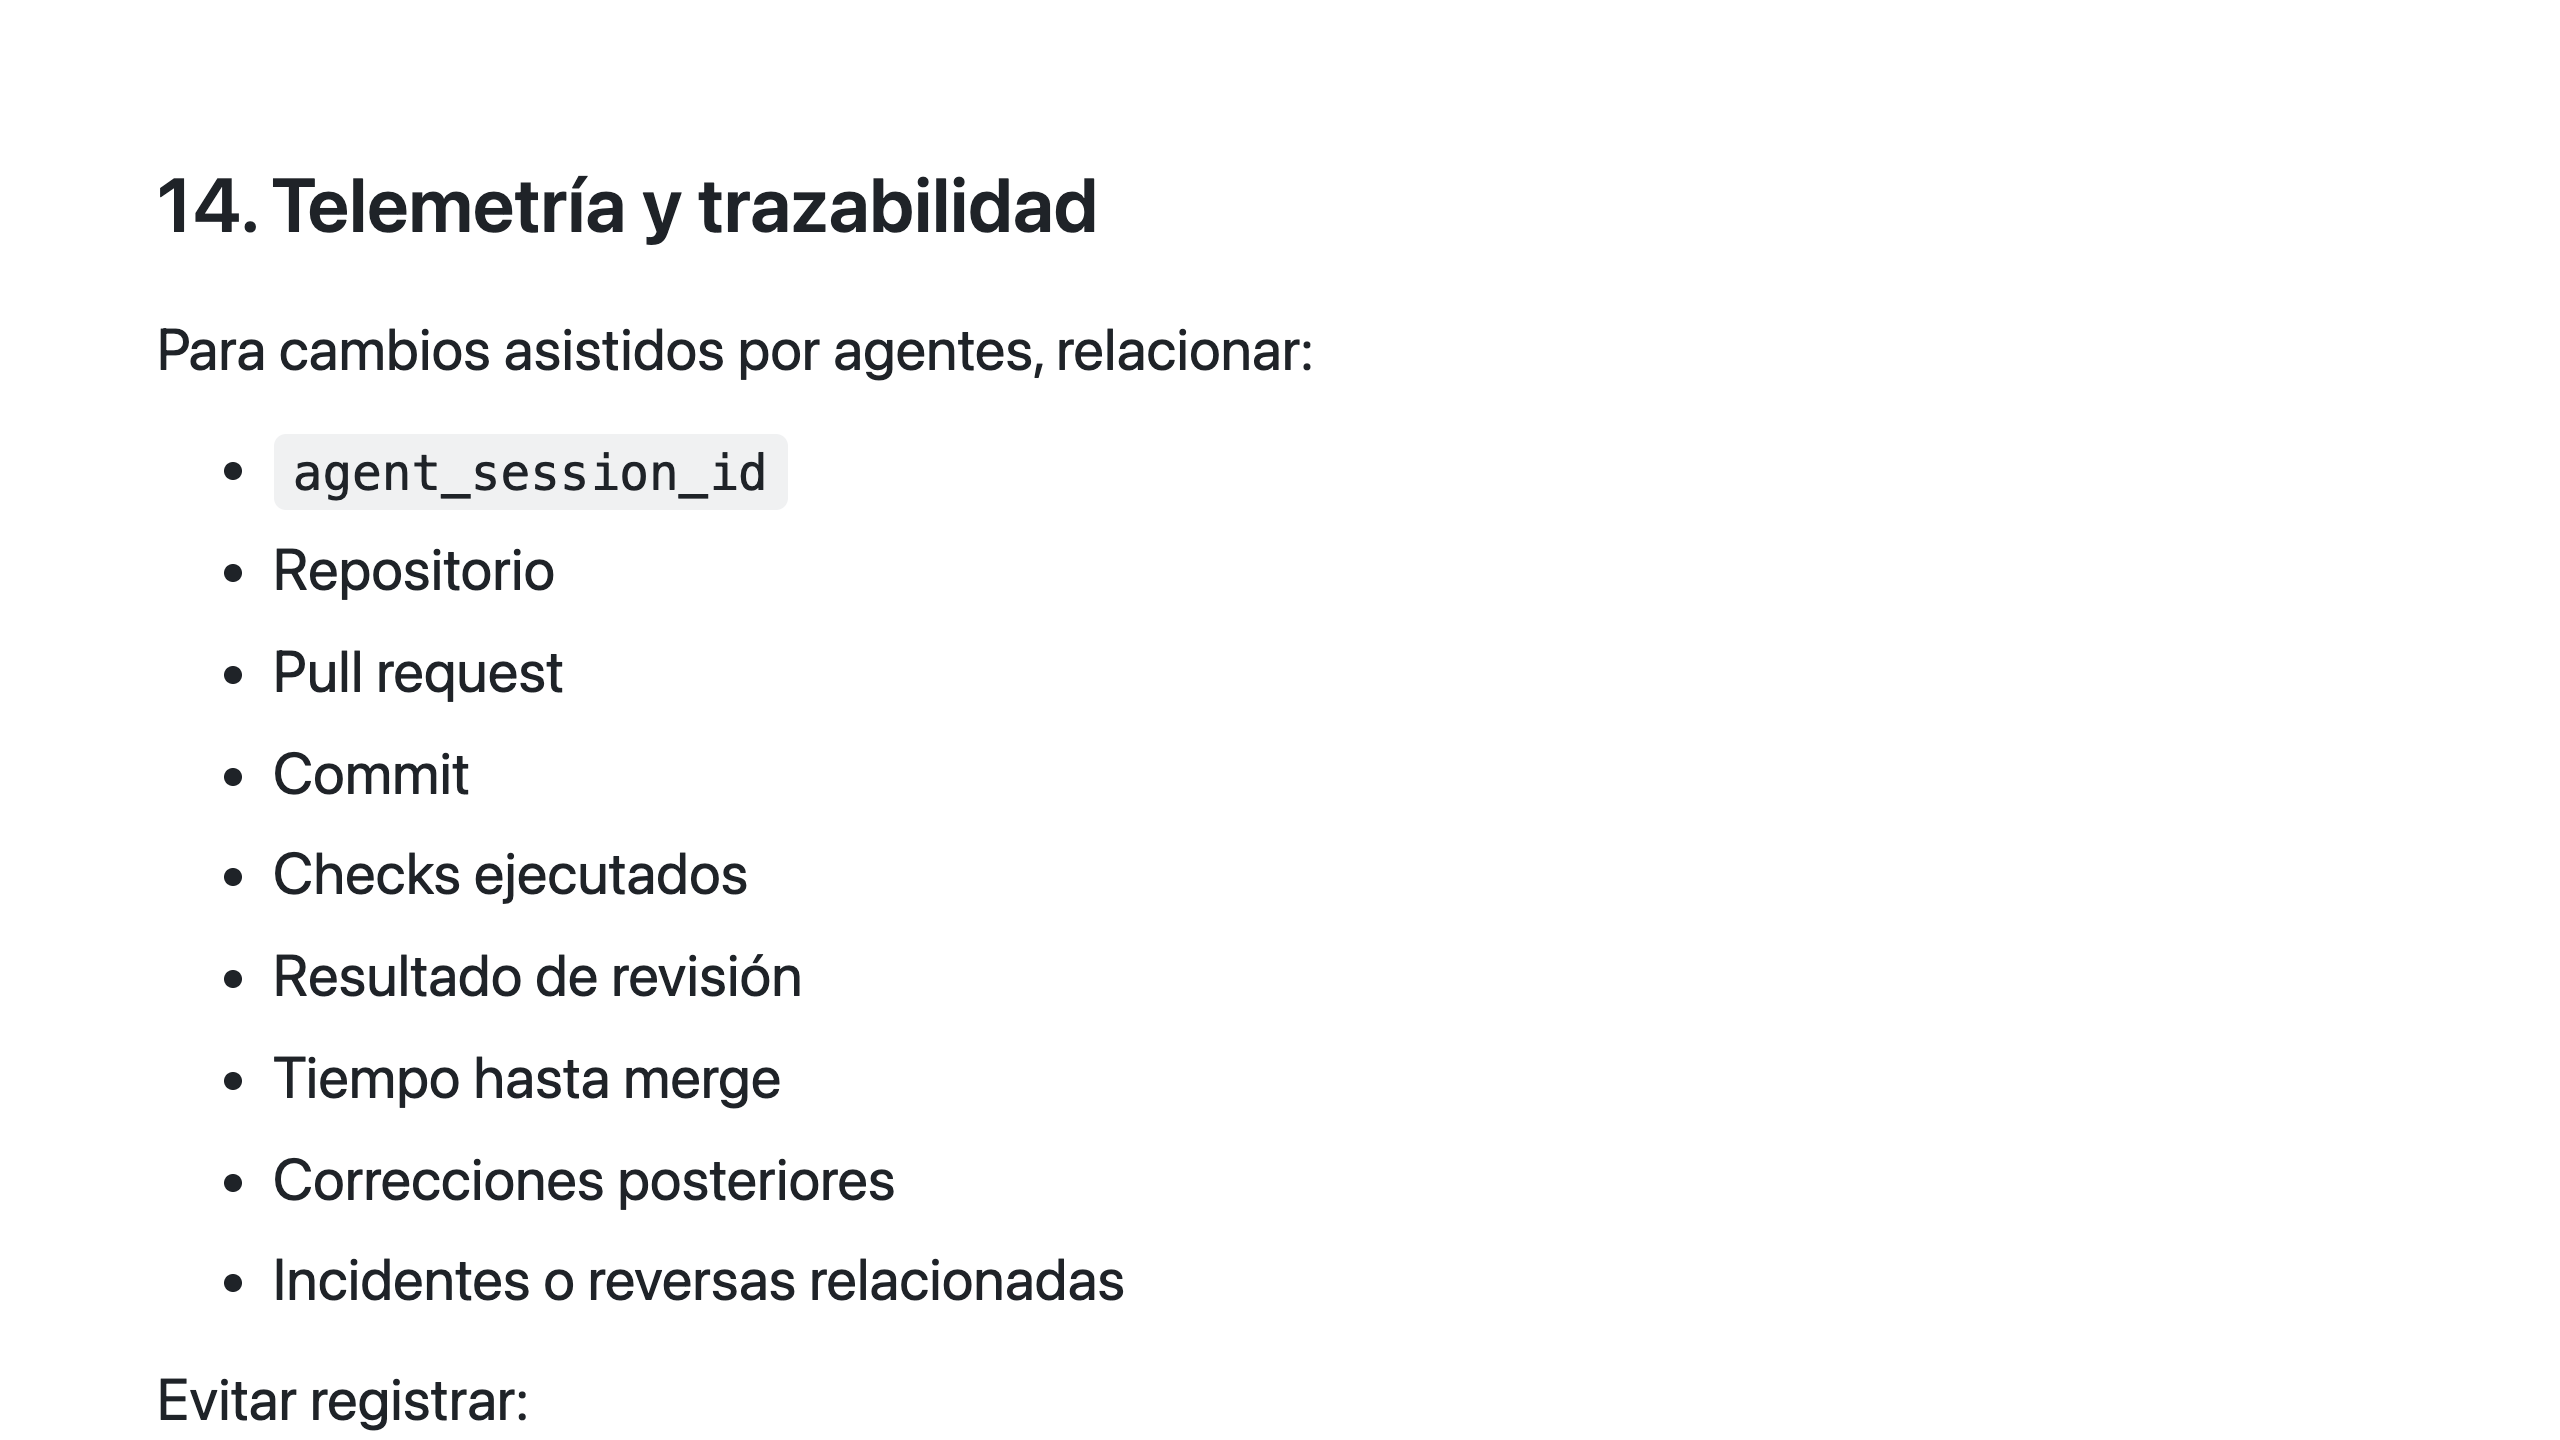 14. Telemetría y trazabilidad
Para cambios asistidos por agentes, relacionar:
agent_session_id
Repositorio
Pull request
Commit
Checks ejecutados
Resultado de revisión
Tiempo hasta merge
Correcciones posteriores
Incidentes o reversas relacionadas
Evitar registrar: